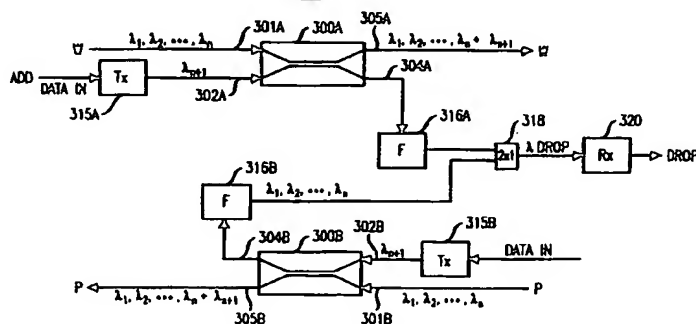 301A
300A
305A
W
λ1, λ2, ..., λn
λ1, λ2, ..., λn + λn+1
W
ADD
DATA IN
Tx
λn+1
302A
304A
315A
316A
F
318
2x1
λ DROP
320
Rx
DROP
316B
F
λ1, λ2, ..., λn
304B
300B
302B
λn+1
315B
Tx
DATA IN
P
λ1, λ2, ..., λn + λn+1
305B
301B
λ1, λ2, ..., λn
P